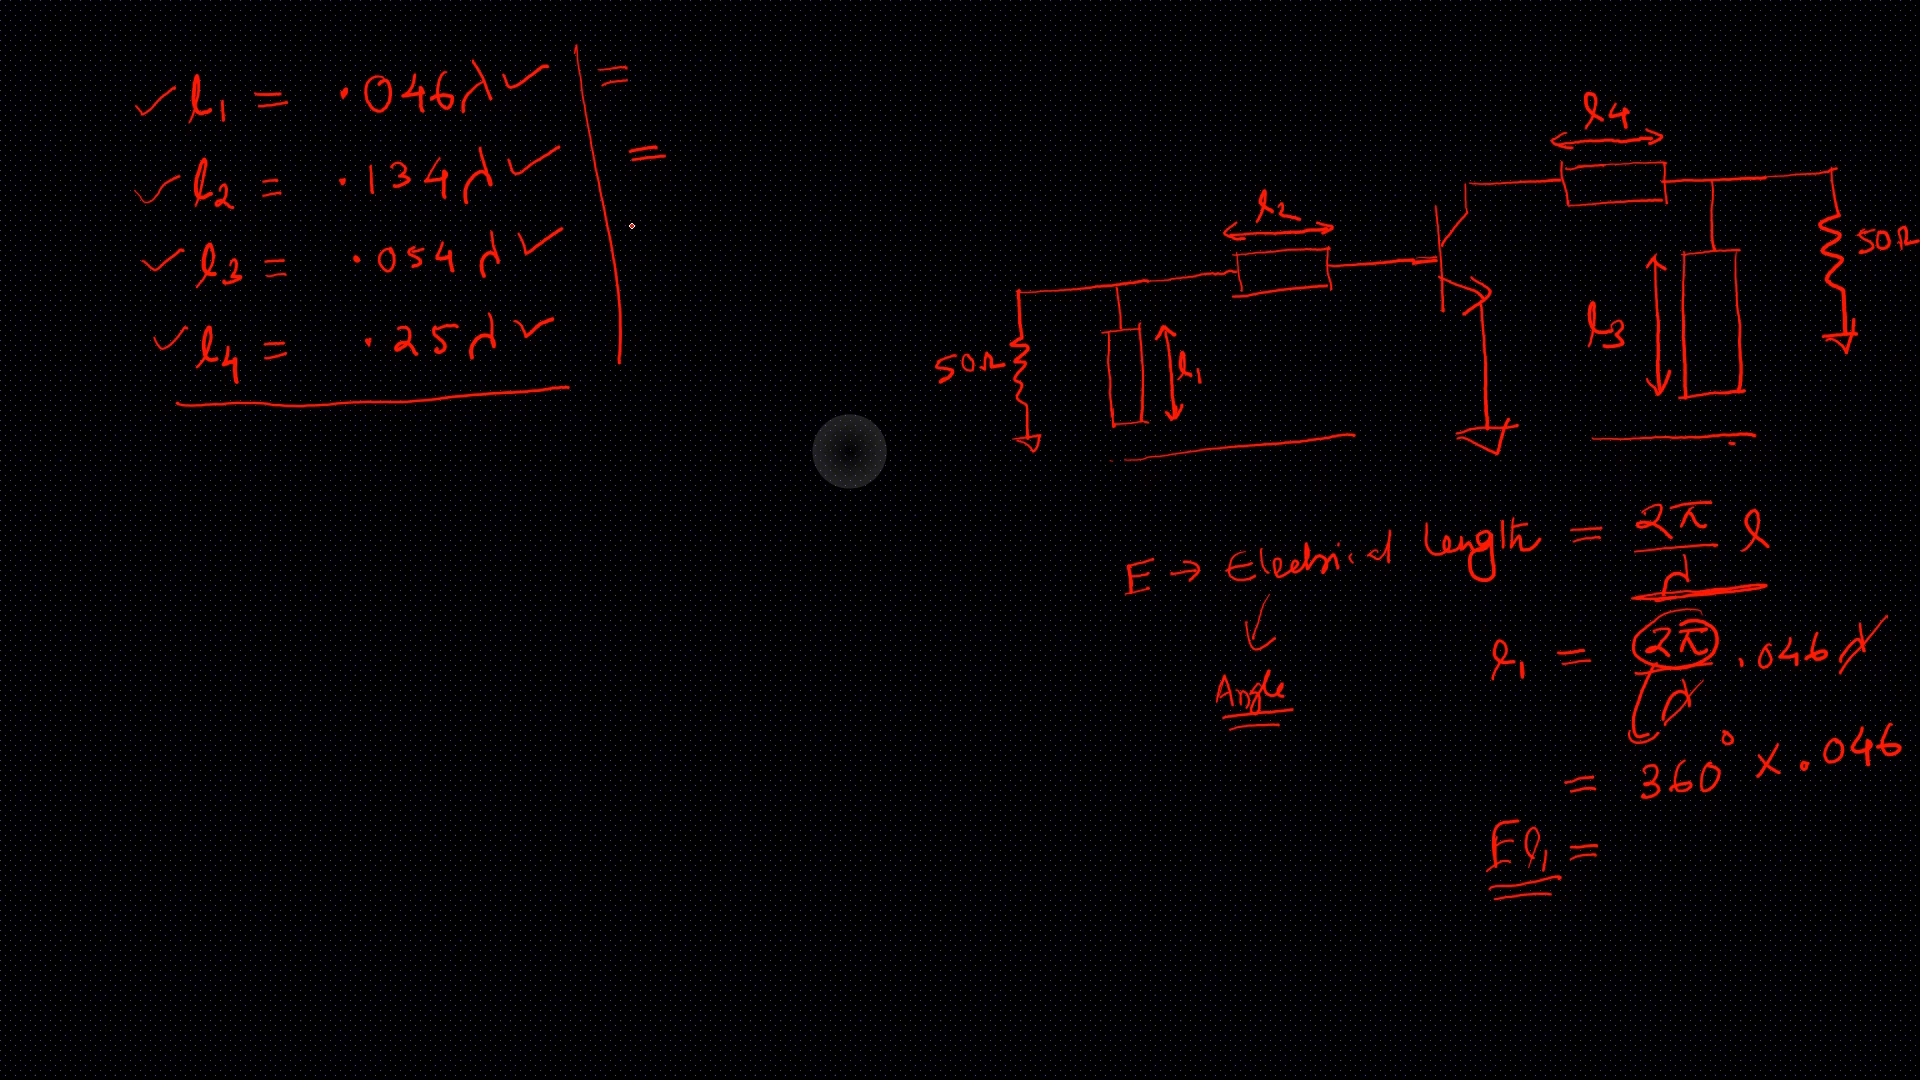 l1 = .046λ =
l2 = .134λ =
l3 = .054λ
l4 = .25λ
l4
l2
50Ω
l3
50Ω
l1
E → Electrical length = 2π/λ l
l1 = 2π/λ .046λ
Angle
= 360° x .046
El1 =